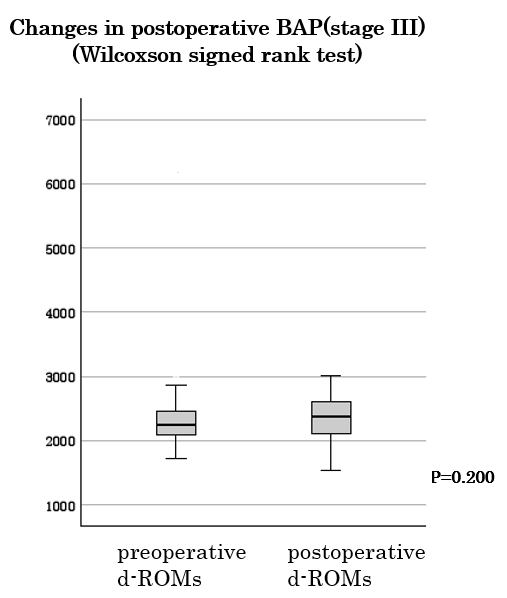 Changes in postoperative BAP(stage III)
(Wilcoxson signed rank test)
7000
6000
5000
4000
3000
2000
1000
P=0.200
preoperative
d-ROMs
postoperative
d-ROMs